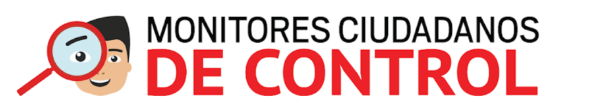 MONITORES CIUDADANOS
DE CONTROL